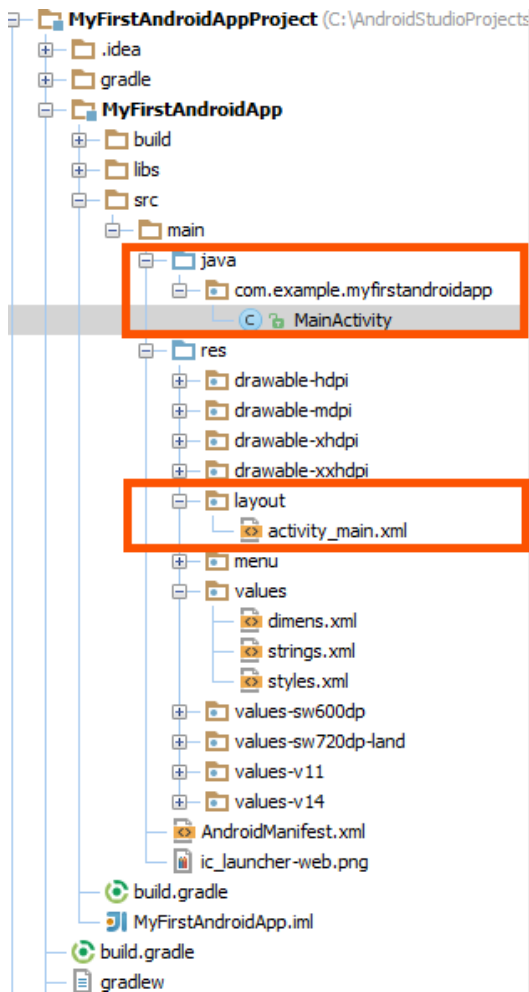 MyFirstAndroidAppProject (C:\AndroidStudioProjects
.idea
gradle
MyFirstAndroidApp
build
libs
src
main
java
com.example.myfirstandroidapp
C MainActivity
res
drawable-hdpi
drawable-mdpi
drawable-xhdpi
drawable-xxhdpi
layout
activity_main.xml
menu
values
dimens.xml
strings.xml
styles.xml
values-sw600dp
values-sw720dp-land
values-v11
values-v14
AndroidManifest.xml
ic_launcher-web.png
build.gradle
MyFirstAndroidApp.iml
build.gradle
gradlew